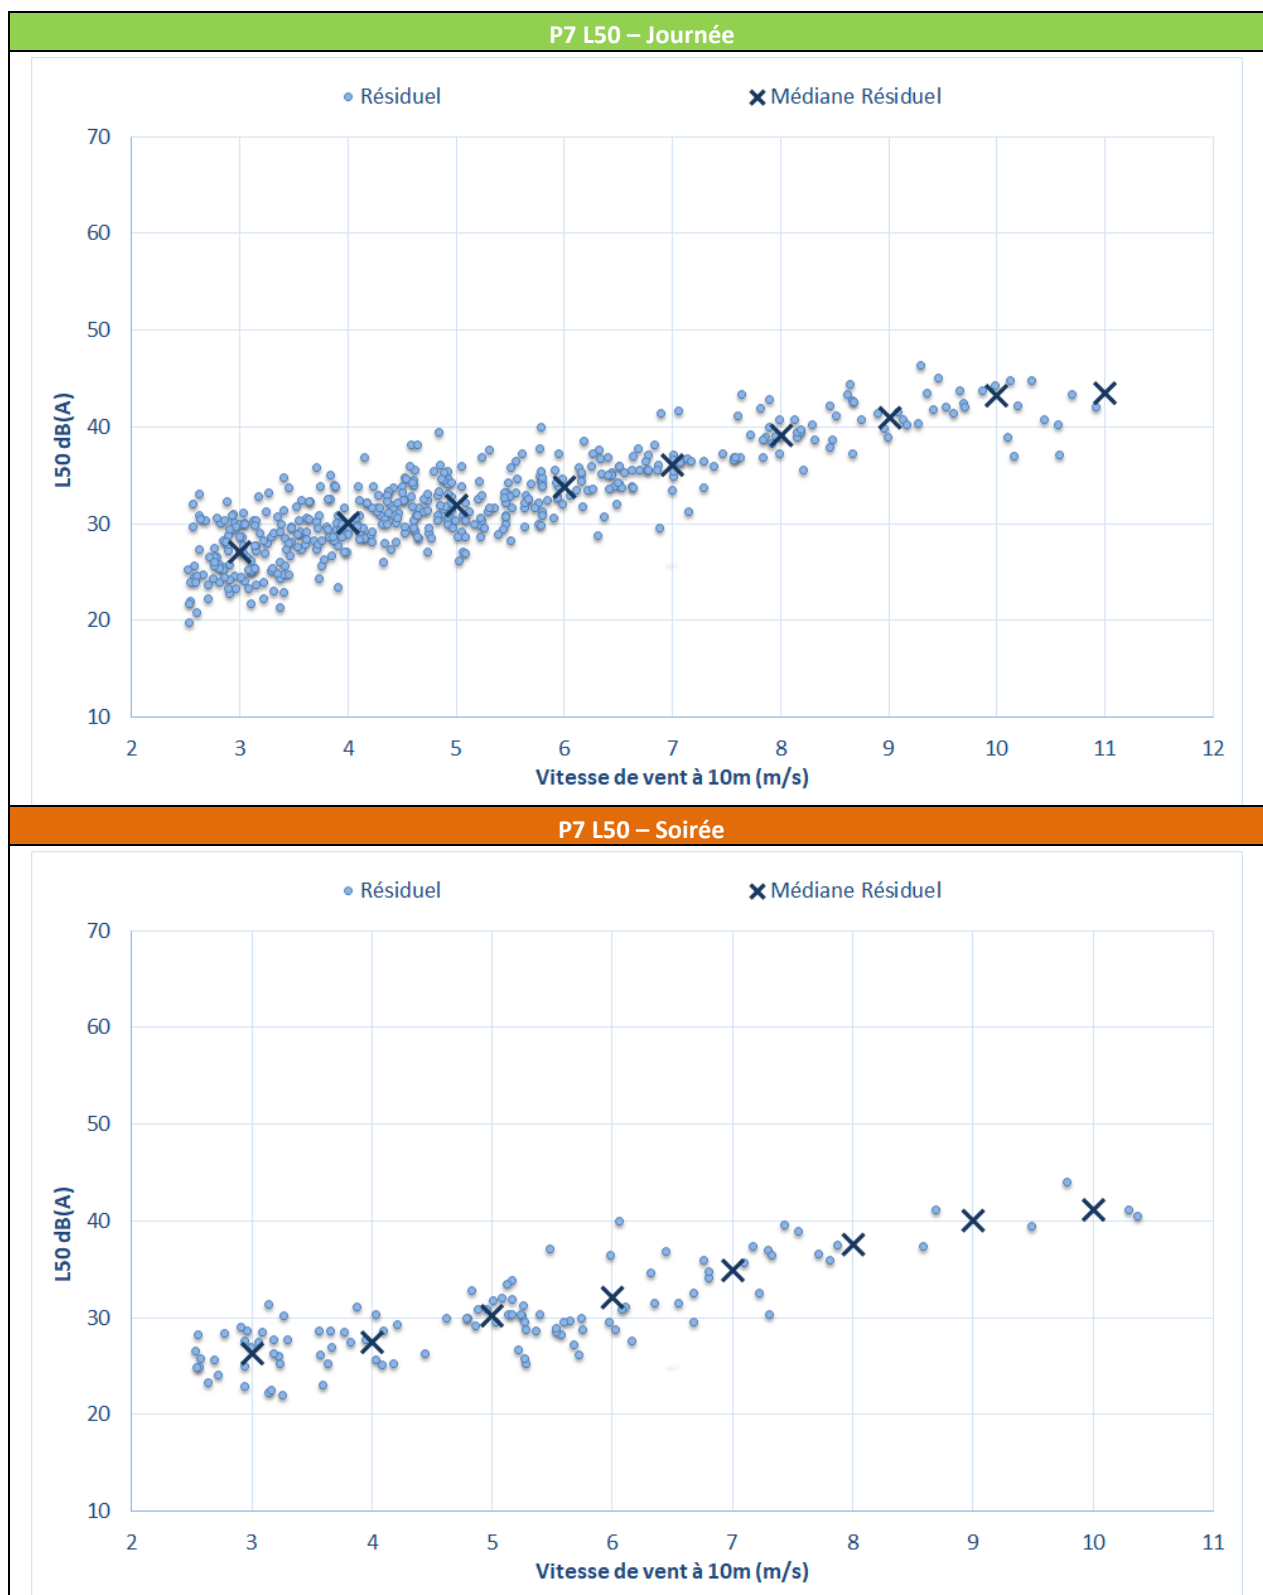 P7 L50 – Journée
Résiduel
Médiane Résiduel
70
60
50
40
30
20
10
L50 dB(A)
2 3 4 5 6 7 8 9 10 11 12
Vitesse de vent à 10m (m/s)
P7 L50 – Soirée
Résiduel
Médiane Résiduel
70
60
50
40
30
20
10
L50 dB(A)
2 3 4 5 6 7 8 9 10 11
Vitesse de vent à 10m (m/s)